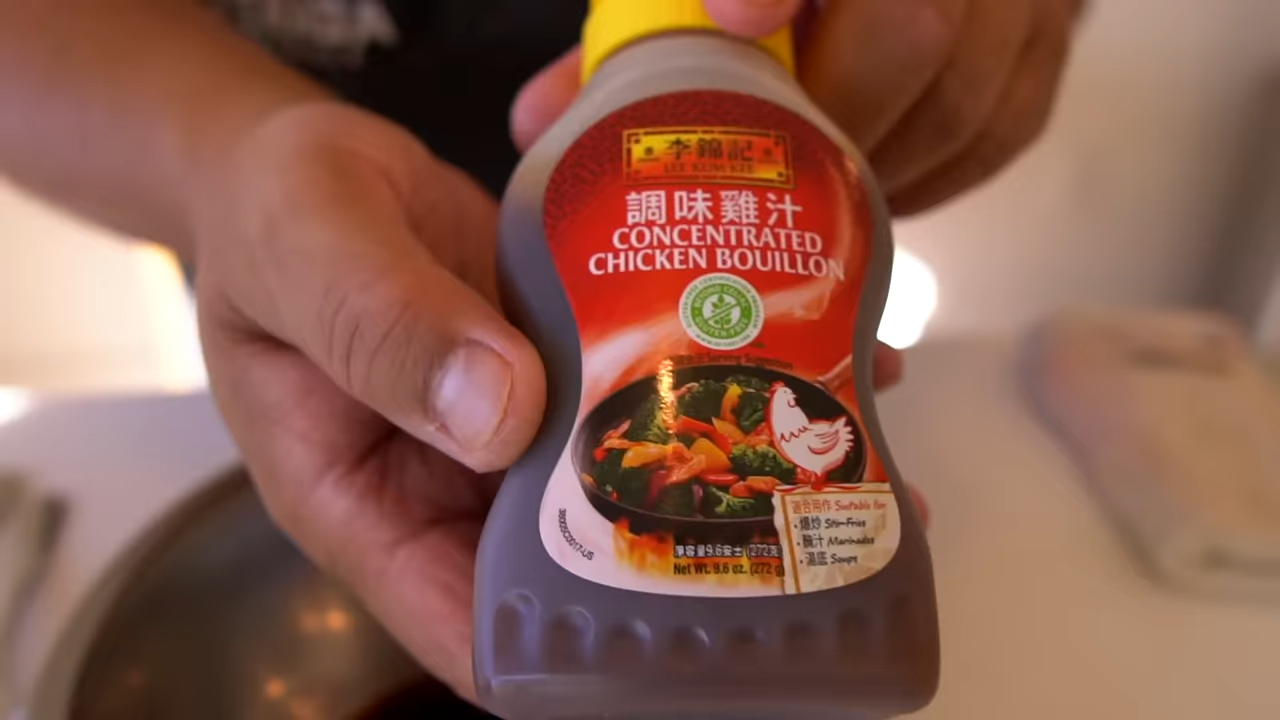 李錦記
LEE KUM KEE
調味雞汁
CONCENTRATED
CHICKEN BOUILLON
GLUTEN-FREE
Serving Suggestion
適合用作 Suitable for
• 爆炒 Stir-Fries
• 醃汁 Marinades
• 湯底 Soups
淨容量9.6安士 (272克)
Net Wt. 9.6 oz. (272 g)